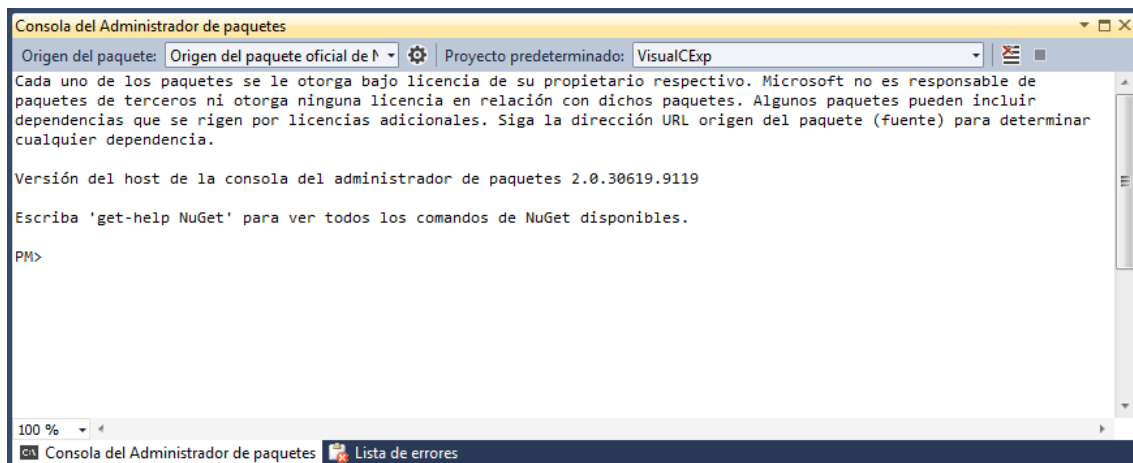 Consola del Administrador de paquetes
Origen del paquete: Origen del paquete oficial de N Proyecto predeterminado: VisualCExp
Cada uno de los paquetes se le otorga bajo licencia de su propietario respectivo. Microsoft no es responsable de
paquetes de terceros ni otorga ninguna licencia en relación con dichos paquetes. Algunos paquetes pueden incluir
dependencias que se rigen por licencias adicionales. Siga la dirección URL origen del paquete (fuente) para determinar
cualquier dependencia.
Versión del host de la consola del administrador de paquetes 2.0.30619.9119
Escriba 'get-help NuGet' para ver todos los comandos de NuGet disponibles.
PM>
100 %
Consola del Administrador de paquetes Lista de errores